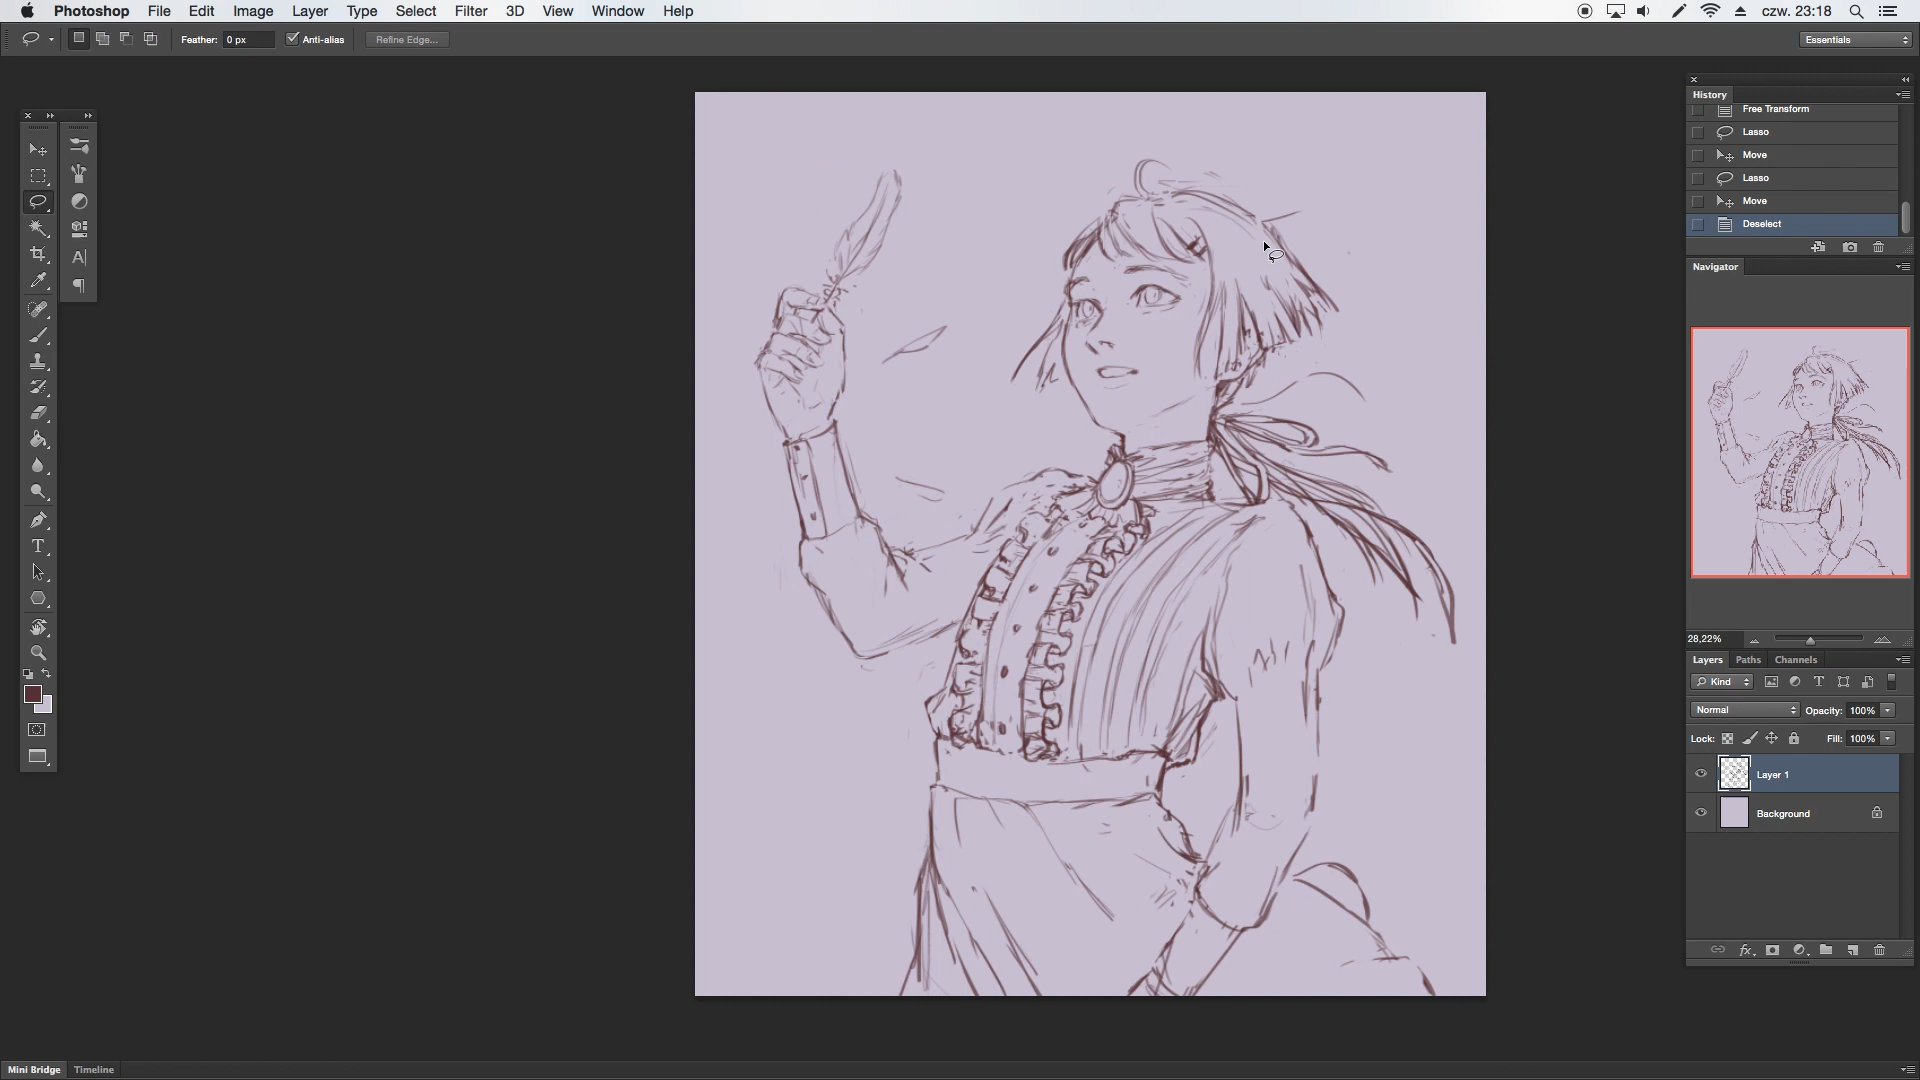 Photoshop File Edit Image Layer Type Select Filter 3D View Window Help czw. 23:18
Feather: 0 px Anti-alias Refine Edge... Essentials
History
Free Transform
Lasso
Move
Lasso
Move
Deselect
Navigator
28,22%
Layers Paths Channels
Kind
Normal Opacity: 100%
Lock: Fill: 100%
Layer 1
Background
Mini Bridge Timeline